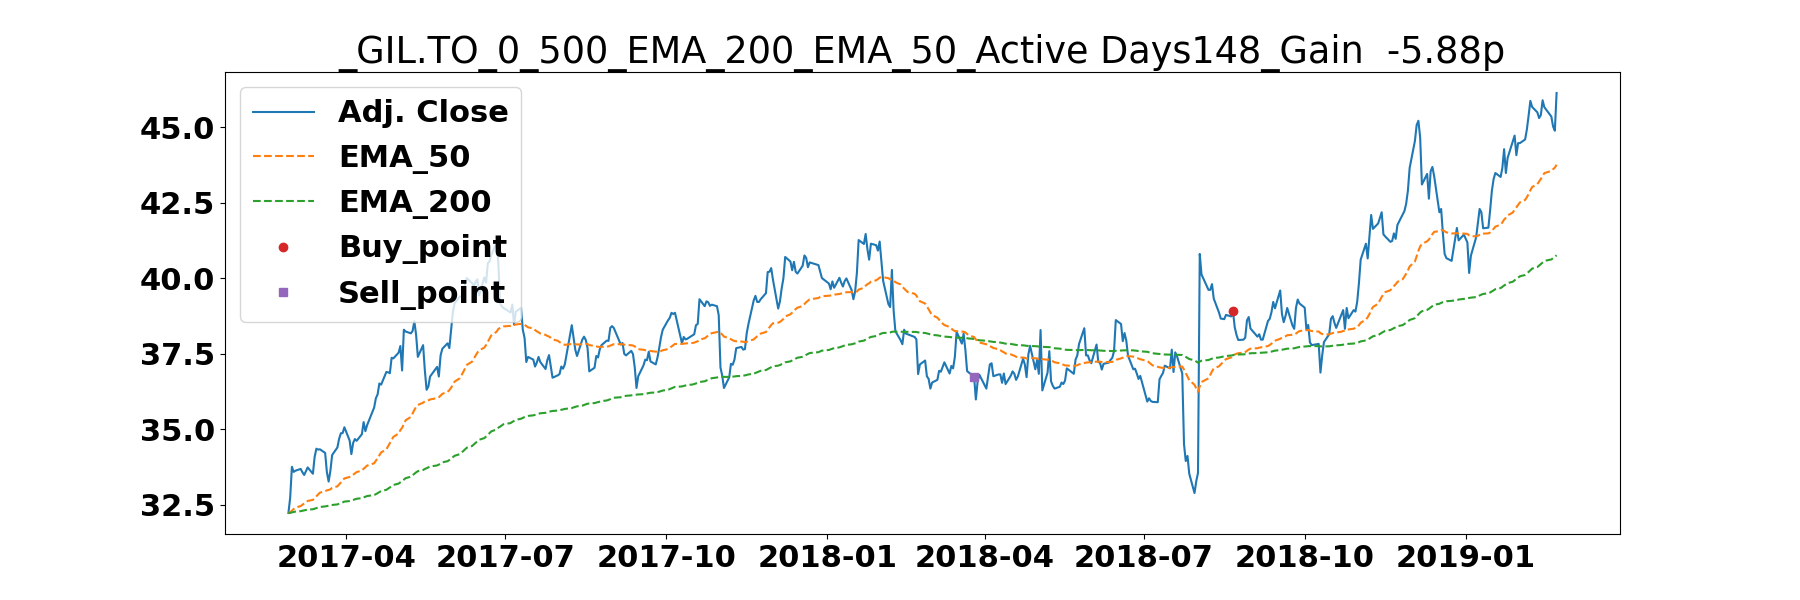 _GIL.TO_0_500_EMA_200_EMA_50_Active Days148_Gain  -5.88p
Adj. Close
EMA_50
EMA_200
Buy_point
Sell_point
45.0
42.5
40.0
37.5
35.0
32.5
2017-04 2017-07 2017-10 2018-01 2018-04 2018-07 2018-10 2019-01